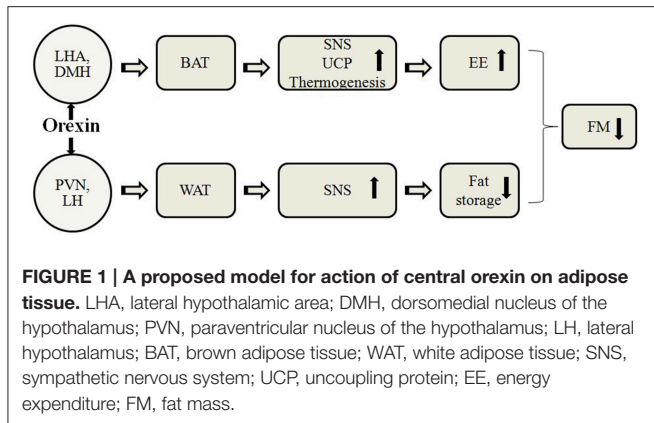 LHA,
DMH
BAT
SNS
UCP
Thermogenesis
EE
Orexin
FM
PVN,
LH
WAT
SNS
Fat
storage
FIGURE 1 | A proposed model for action of central orexin on adipose
tissue. LHA, lateral hypothalamic area; DMH, dorsomedial nucleus of the
hypothalamus; PVN, paraventricular nucleus of the hypothalamus; LH, lateral
hypothalamus; BAT, brown adipose tissue; WAT, white adipose tissue; SNS,
sympathetic nervous system; UCP, uncoupling protein; EE, energy
expenditure; FM, fat mass.